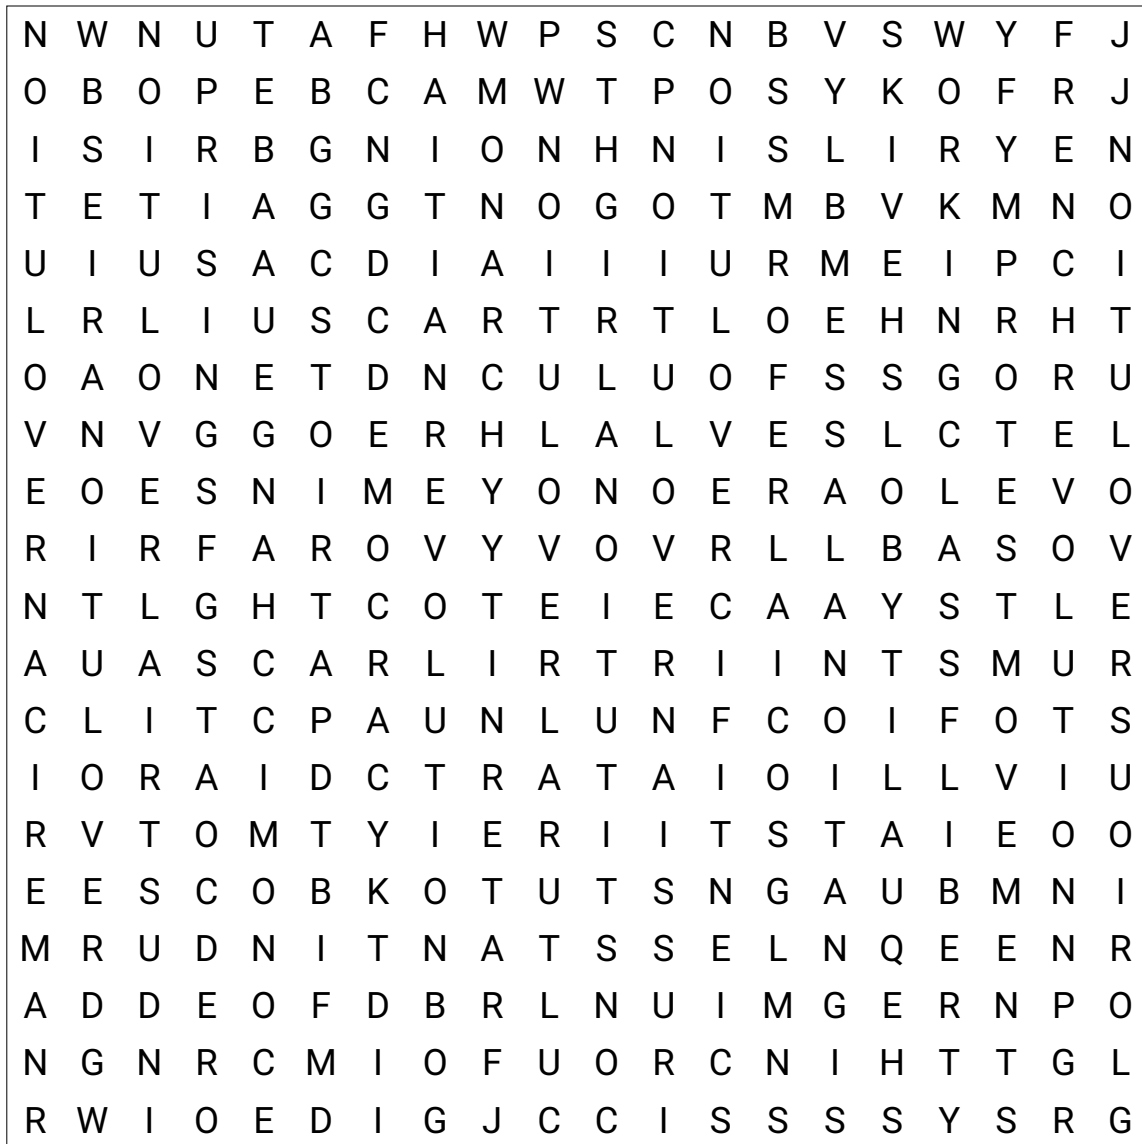 N W N U T A F H W P S C N B V S W Y F J
O B O P E B C A M W T P O S Y K O F R J
I S I R B G N I O N H N I S L I R Y E N
T E T I A G G T N O G O T M B V K M N O
U I U S A C D I A I I I U R M E I P C I
L R L I U S C A R T R T L O E H N R H T
O A O N E T D N C U L U O F S S G O R U
V N V G G O E R H L A L V E S L C T E L
E O E S N I M E Y O N O E R A O L E V O
R I R F A R O V Y V O V R L L B A S O V
N T L G H T C O T E I E C A A Y S T L E
A U A S C A R L I R T R I I N T S M U R
C L I T C P A U N L U N F C O I F O T S
I O R A I D C T R A T A I O I L L V I U
R V T O M T Y I E R I I T S T A I E O O
E E S C O B K O T U T S N G A U B M N I
M R U D N I T N A T S S E L N Q E E N R
A D D E O F D B R L N U I M G E R N P O
N G N R C M I O F U O R C N I H T T G L
R W I O E D I G J C C I S S S S Y S R G